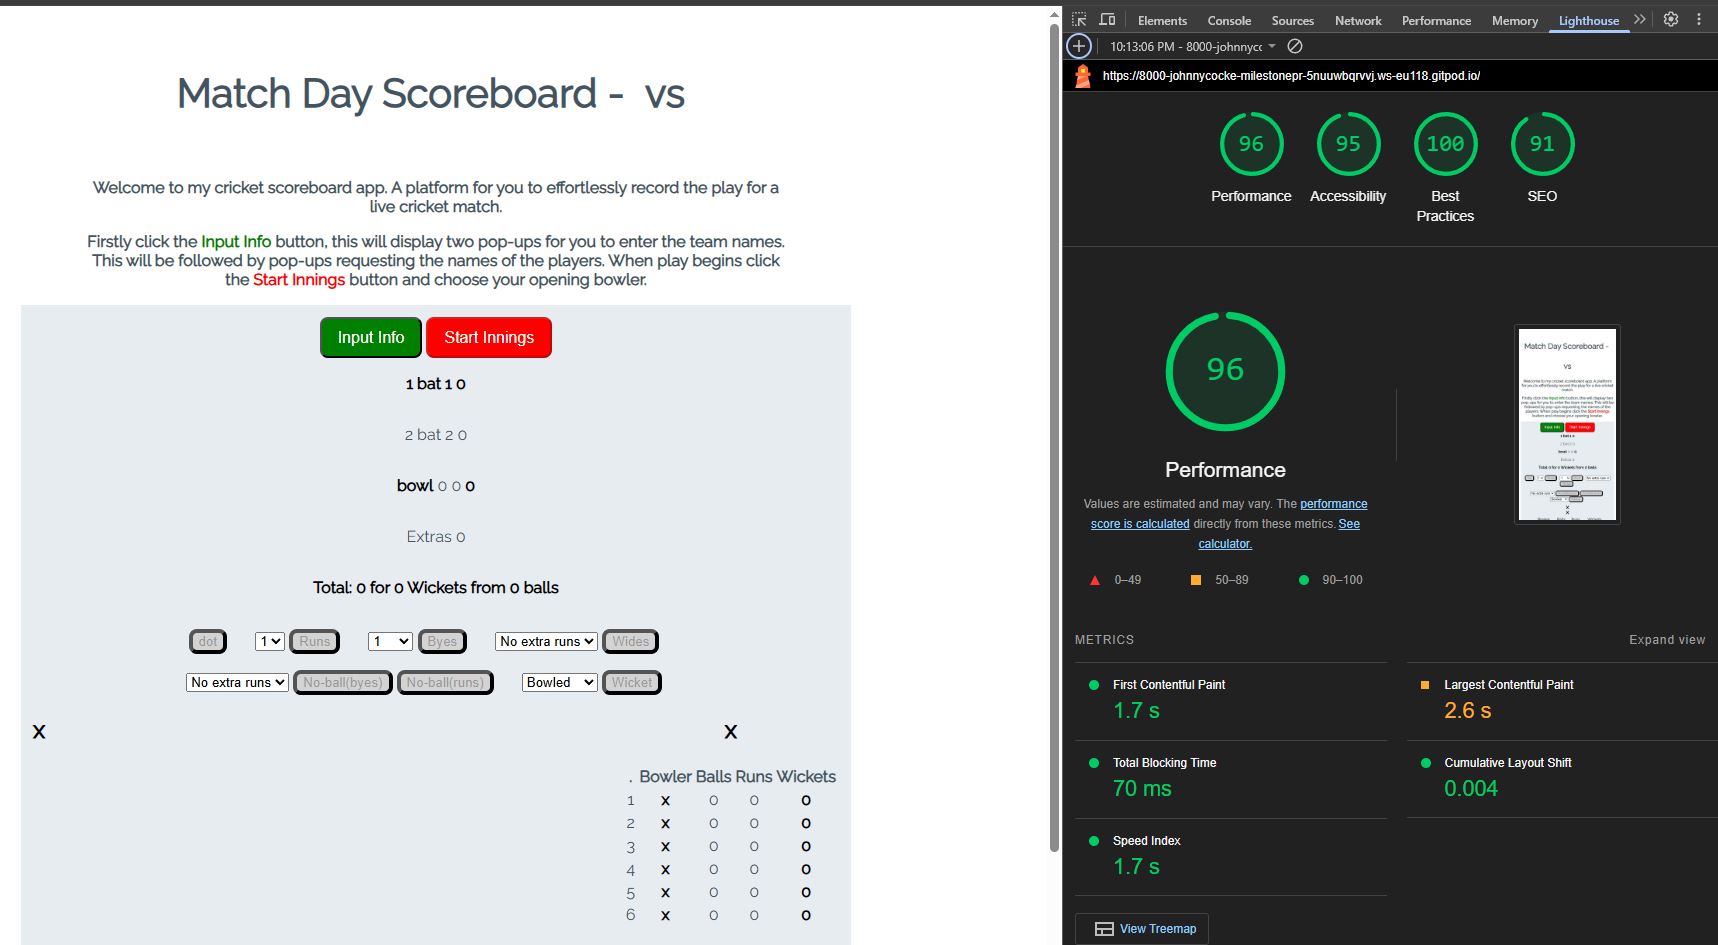 Match Day Scoreboard - vs
Welcome to my cricket scoreboard app. A platform for you to effortlessly record the play for a
live cricket match.
Firstly click the Input Info button, this will display two pop-ups for you to enter the team names.
This will be followed by pop-ups requesting the names of the players. When play begins click
the Start Innings button and choose your opening bowler.
Input Info Start Innings
1 bat 1 0
2 bat 2 0
bowl 0 0 0
Extras 0
Total: 0 for 0 Wickets from 0 balls
dot 1 Runs 1 Byes No extra runs Wides
No extra runs No-ball(byes) No-ball(runs) Bowled Wicket
X X
. Bowler Balls Runs Wickets
1 x 0 0 0
2 x 0 0 0
3 x 0 0 0
4 x 0 0 0
5 x 0 0 0
6 x 0 0 0
Elements Console Sources Network Performance Memory Lighthouse
10:13:06 PM - 8000-johnnycc
https://8000-johnnycocke-milestonepr-5nuuwbqrvvj.ws-eu118.gitpod.io/
96 95 100 91
Performance Accessibility Best Practices SEO
96
Performance
Values are estimated and may vary. The performance
score is calculated directly from these metrics. See
calculator.
0–49 50–89 90–100
Match Day Scoreboard -
vs
METRICS Expand view
First Contentful Paint
1.7 s
Largest Contentful Paint
2.6 s
Total Blocking Time
70 ms
Cumulative Layout Shift
0.004
Speed Index
1.7 s
View Treemap